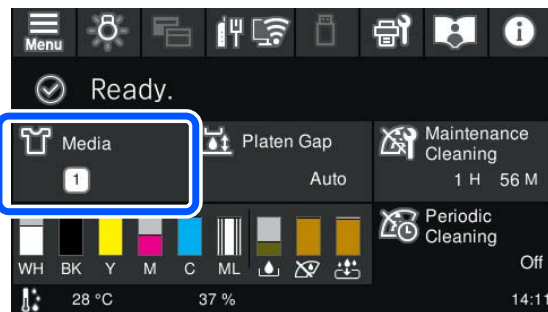 Menu
Ready.
Media
1
Platen Gap
Auto
Maintenance
Cleaning
1 H 56 M
WH BK Y M C ML
Periodic
Cleaning
Off
28 °C 37 % 14:11